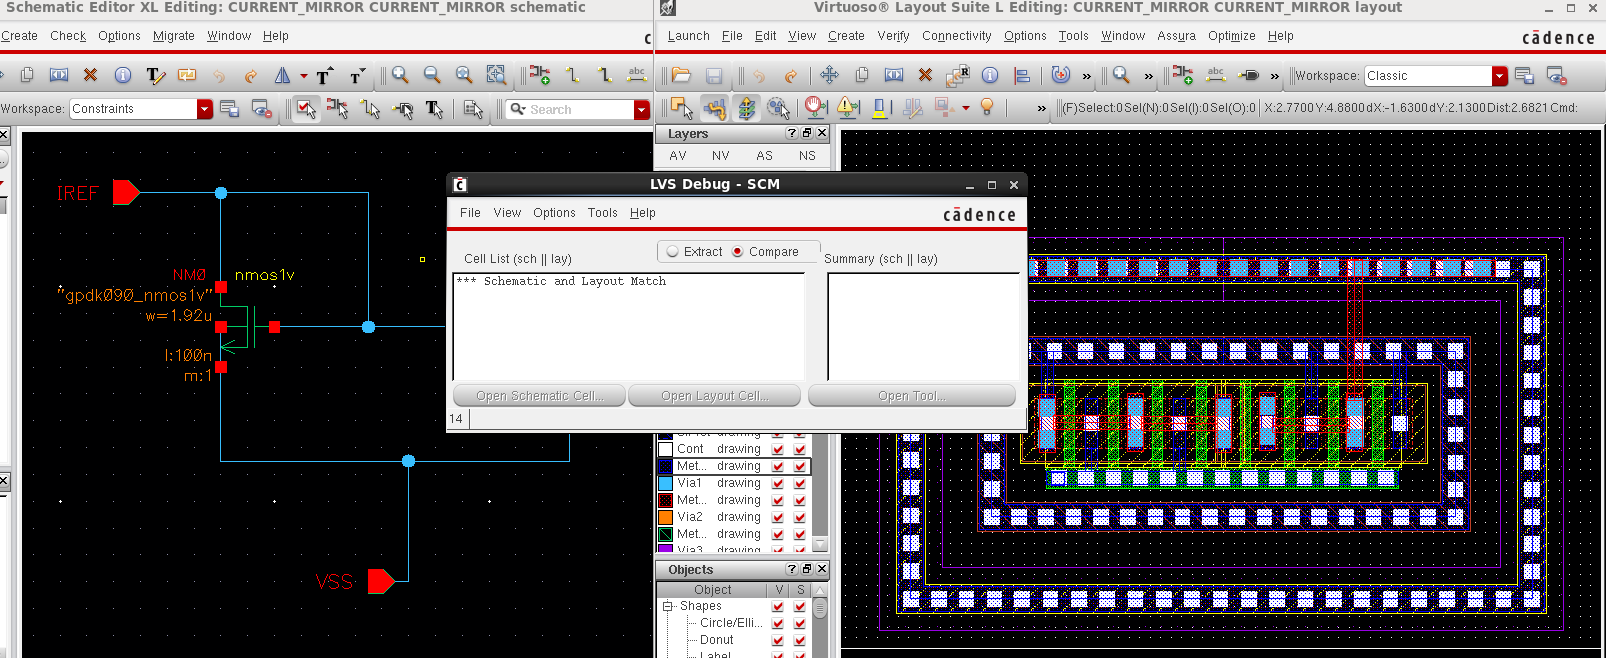 Schematic Editor XL Editing: CURRENT_MIRROR CURRENT_MIRROR schematic
Virtuoso® Layout Suite L Editing: CURRENT_MIRROR CURRENT_MIRROR layout
Create Check Options Migrate Window Help
Launch File Edit View Create Verify Connectivity Options Tools Window Assura Optimize Help
cādence
abc
abc
Workspace: Classic
Workspace: Constraints
Search
(F)Select:0 Sel(N):0 Sel(I):0 Sel(O):0 X:2.7700 Y:4.8800 dX:-1.6300 dY:2.1300 Dist:2.6821 Cmd:
Layers
AV NV AS NS
LVS Debug - SCM
File View Options Tools Help
cādence
Extract Compare
Cell List (sch || lay)
Summary (sch || lay)
*** Schematic and Layout Match
Open Schematic Cell...
Open Layout Cell...
Open Tool...
14
IREF
NM0
nmos1v
"gpdk090_nmos1v"
w=1.92u
l:100n
m:1
VSS
Cont drawing
Met... drawing
Via1 drawing
Met... drawing
Via2 drawing
Met... drawing
Via3 drawing
Objects
Object V S
Shapes
Circle/Elli...
Donut
Label